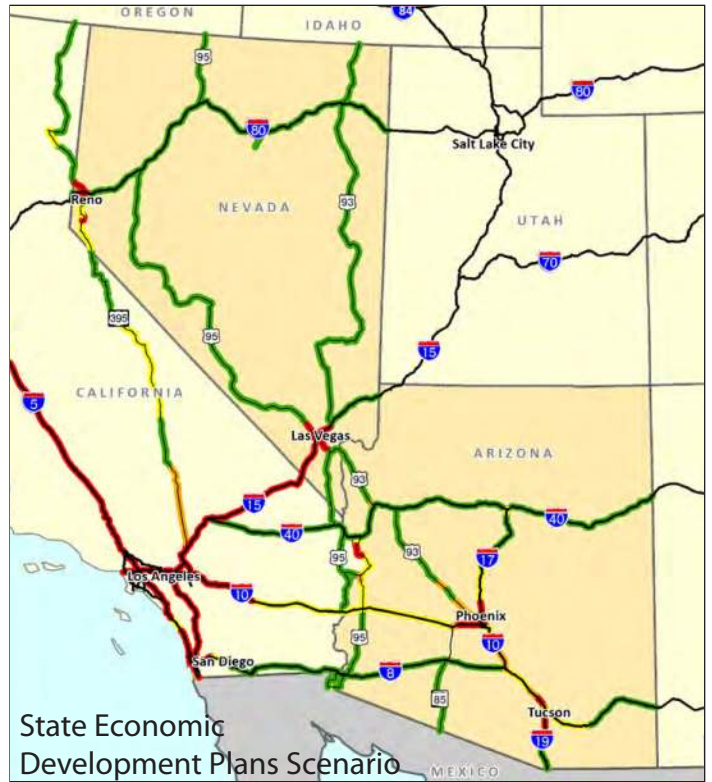 OREGON
IDAHO
84
95
80
80
Salt Lake City
Reno
NEVADA
93
UTAH
70
395
95
15
CALIFORNIA
5
Las Vegas
ARIZONA
93
15
40
40
95
93
17
Los Angeles
10
Phoenix
95
10
San Diego
8
85
Tucson
19
State Economic
Development Plans Scenario
MEXICO